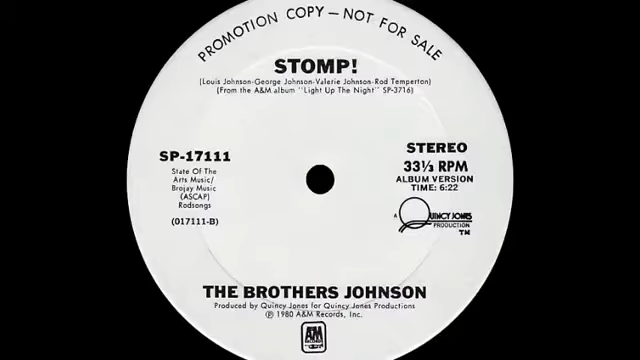 PROMOTION COPY — NOT FOR SALE
STOMP!
(Louis Johnson-George Johnson-Valerie Johnson-Rod Temperton)
(From the A&M album "Light Up The Night" SP-3716)
SP-17111
State Of The
Arts Music/
Brojay Music
(ASCAP)
Rodsongs
(017111-B)
STEREO
33⅓ RPM
ALBUM VERSION
TIME: 6:22
A QUINCY JONES
PRODUCTION
TM
THE BROTHERS JOHNSON
Produced by Quincy Jones for Quincy Jones Productions
℗ 1980 A&M Records, Inc.
A&M
RECORDS